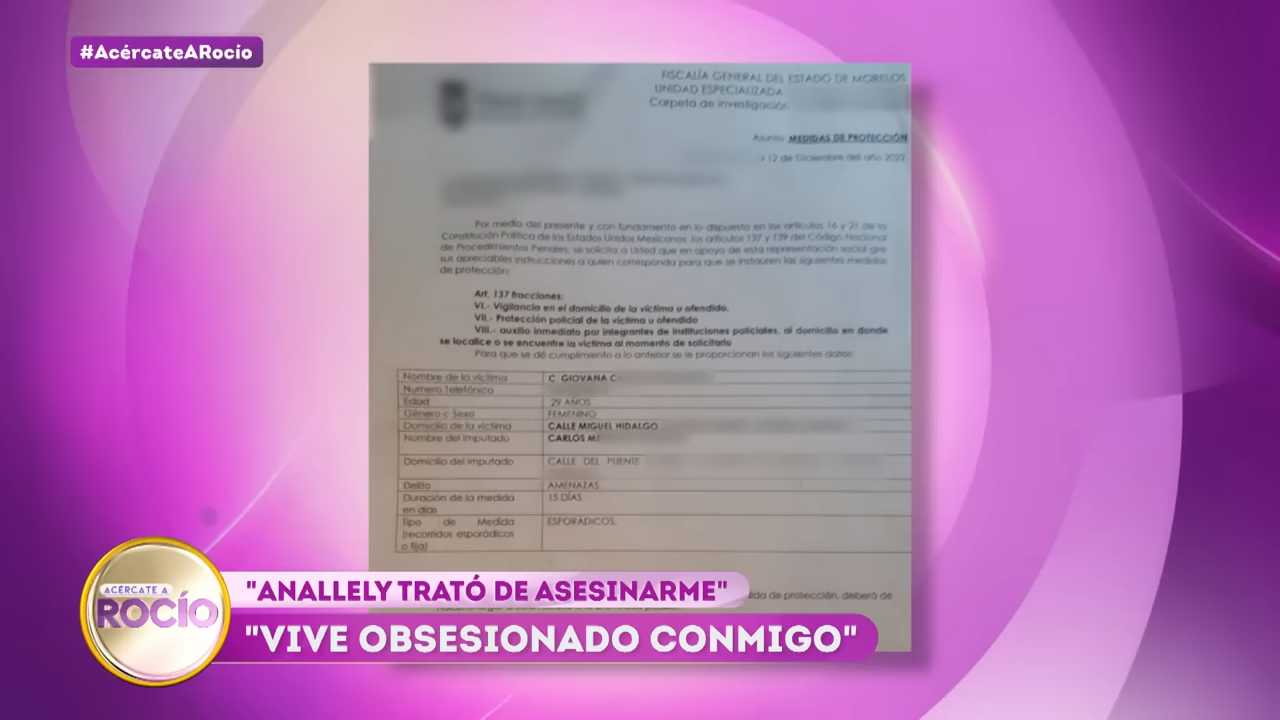 #AcércateARocío
FISCALÍA GENERAL DEL ESTADO DE MORELOS
UNIDAD ESPECIALIZADA
Carpeta de investigación
Asunto: MEDIDAS DE PROTECCIÓN
a 12 de Diciembre del año 2022
Por medio del presente y con fundamento en lo dispuesto en los artículos 16 y 21 de la
Constitución Política de los Estados Unidos Mexicanos, los artículos 137 y 139 del Código Nacional
de Procedimientos Penales, se solicita a Usted que en apoyo de esta representación social gire
sus apreciables instrucciones a quien corresponda para que se instauren las siguientes medidas
de protección:
Art. 137 fracciones:
VI.- Vigilancia en el domicilio de la víctima u ofendido.
VII.- Protección policial de la víctima u ofendido
VIII.- auxilio inmediato por integrantes de instituciones policiales, al domicilio en donde
se localice o se encuentre la víctima al momento de solicitarlo
Para que se dé cumplimiento a lo anterior se le proporcionan los siguientes datos:
Nombre de la víctima C. GIOVANA C
Numero Telefónico
Edad 29 AÑOS
Género o Sexo FEMENINO
Domicilio de la víctima CALLE MIGUEL HIDALGO
Nombre del Imputado CARLOS M
Domicilio del imputado CALLE DEL PUENTE
Delito AMENAZAS
Duración de la medida 15 DÍAS
en días
Tipo de Medida ESPORÁDICOS.
(recorridos esporádicos
o fija)
dida de protección, deberá de
ACÉRCATE A
ROCÍO
"ANALLELY TRATÓ DE ASESINARME"
"VIVE OBSESIONADO CONMIGO"